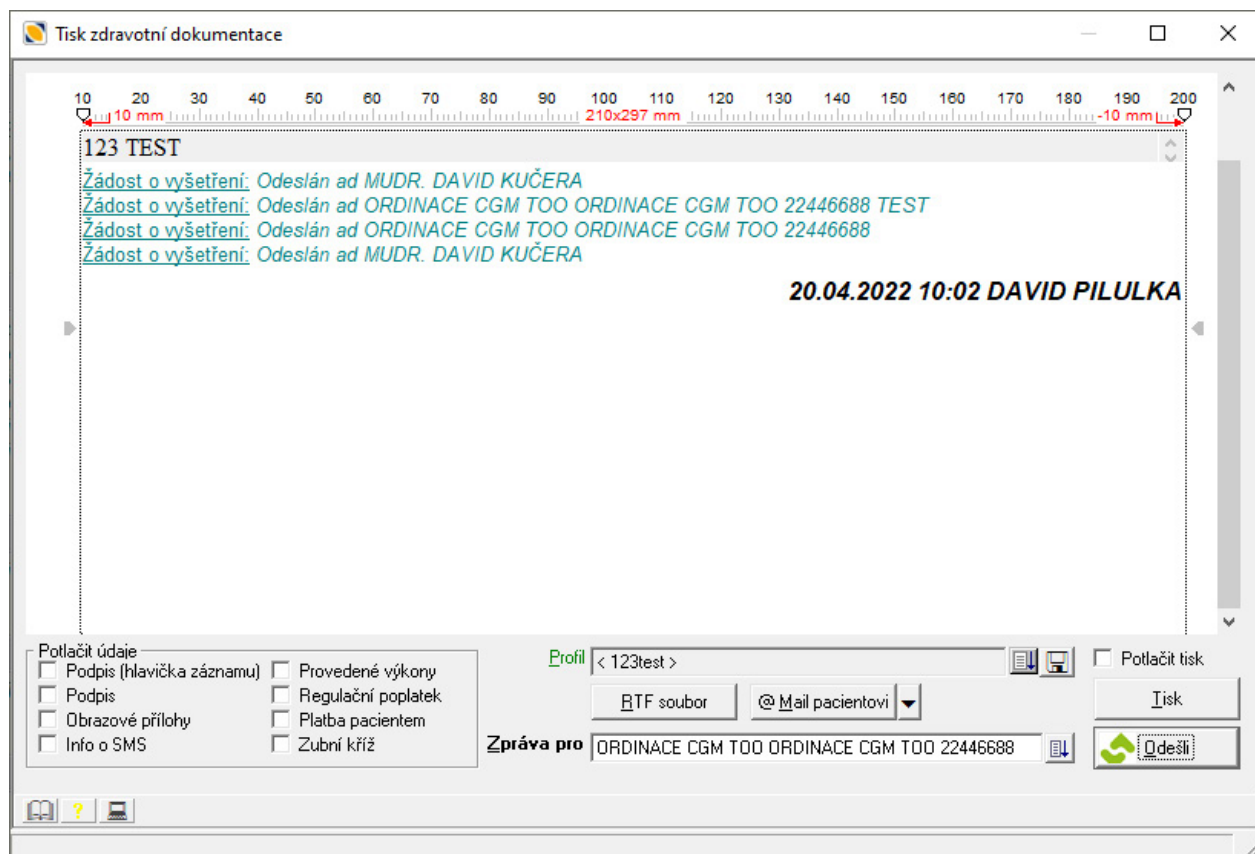 Tisk zdravotní dokumentace
10 20 30 40 50 60 70 80 90 100 110 120 130 140 150 160 170 180 190 200
10 mm 210x297 mm -10 mm
123 TEST
Žádost o vyšetření: Odeslán ad MUDR. DAVID KUČERA
Žádost o vyšetření: Odeslán ad ORDINACE CGM TOO ORDINACE CGM TOO 22446688 TEST
Žádost o vyšetření: Odeslán ad ORDINACE CGM TOO ORDINACE CGM TOO 22446688
Žádost o vyšetření: Odeslán ad MUDR. DAVID KUČERA
20.04.2022 10:02 DAVID PILULKA
Potlačit údaje
Podpis (hlavička záznamu) Provedené výkony
Podpis Regulační poplatek
Obrazové přílohy Platba pacientem
Info o SMS Zubní kříž
Profil < 123test > Potlačit tisk
RTF soubor @ Mail pacientovi Tisk
Zpráva pro ORDINACE CGM TOO ORDINACE CGM TOO 22446688 Odešli
?